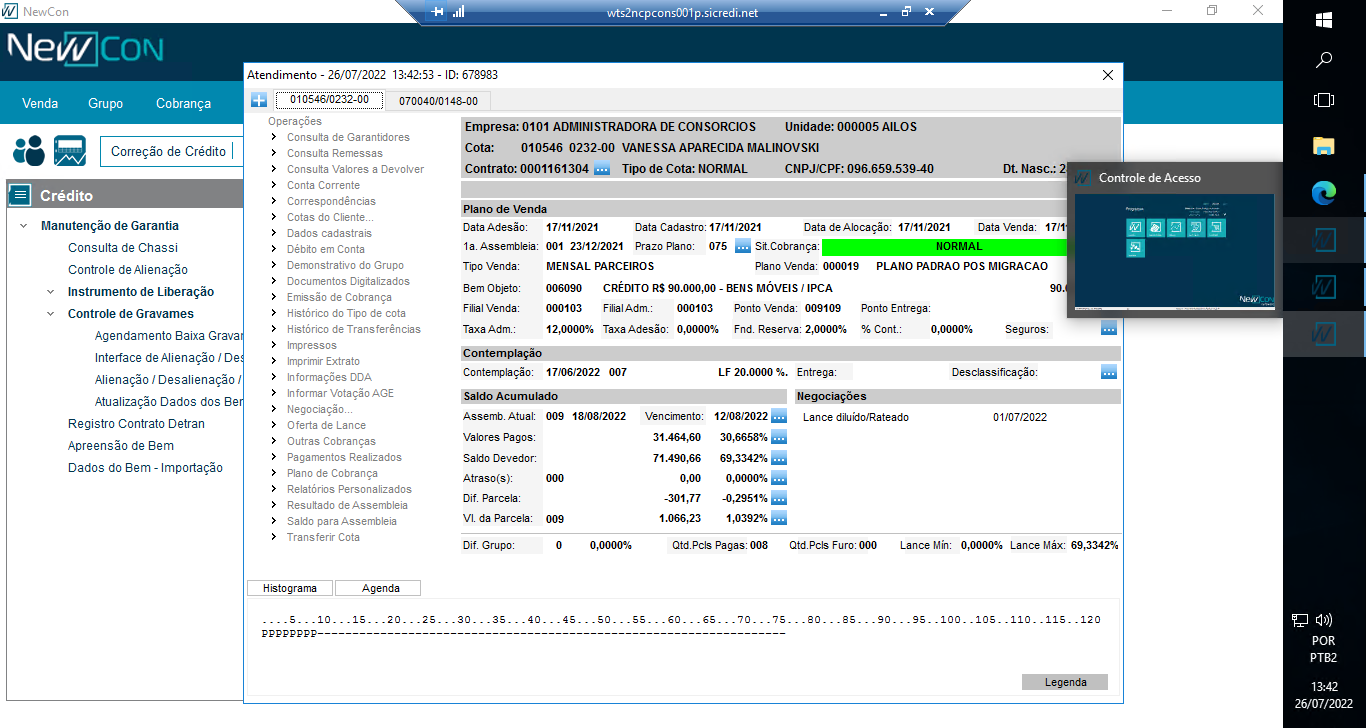 NewCon
wts2ncpcons001p.sicredi.net
NeWCON
Venda Grupo Cobrança
Correção de Crédito
Crédito
Manutenção de Garantia
Consulta de Chassi
Controle de Alienação
Instrumento de Liberação
Controle de Gravames
Agendamento Baixa Gravar
Interface de Alienação / Des
Alienação / Desalienação /
Atualização Dados dos Ber
Registro Contrato Detran
Apreensão de Bem
Dados do Bem - Importação
Atendimento - 26/07/2022 13:42:53 - ID: 678983
010546/0232-00 070040/0148-00
Operações
Consulta de Garantidores
Consulta Remessas
Consulta Valores a Devolver
Conta Corrente
Correspondências
Cotas do Cliente...
Dados cadastrais
Débito em Conta
Demonstrativo do Grupo
Documentos Digitalizados
Emissão de Cobrança
Histórico do Tipo de cota
Histórico de Transferências
Impressos
Imprimir Extrato
Informações DDA
Informar Votação AGE
Negociação...
Oferta de Lance
Outras Cobranças
Pagamentos Realizados
Plano de Cobrança
Relatórios Personalizados
Resultado de Assembleia
Saldo para Assembleia
Transferir Cota
Empresa: 0101 ADMINISTRADORA DE CONSORCIOS Unidade: 000005 AILOS
Cota: 010546 0232-00 VANESSA APARECIDA MALINOVSKI
Contrato: 0001161304 ... Tipo de Cota: NORMAL CNPJ/CPF: 096.659.539-40 Dt. Nasc.: 2
Plano de Venda
Data Adesão: 17/11/2021 Data Cadastro: 17/11/2021 Data de Alocação: 17/11/2021 Data Venda: 17/1
1a. Assembleia: 001 23/12/2021 Prazo Plano: 075 ... Sit.Cobrança: NORMAL
Tipo Venda: MENSAL PARCEIROS Plano Venda: 000019 PLANO PADRAO POS MIGRACAO
Bem Objeto: 006090 CRÉDITO R$ 90.000,00 - BENS MÓVEIS / IPCA 90.0
Filial Venda: 000103 Filial Adm.: 000103 Ponto Venda: 009109 Ponto Entrega:
Taxa Adm.: 12,0000% Taxa Adesão: 0,0000% Fnd. Reserva: 2,0000% % Cont.: 0,0000% Seguros: ...
Contemplação
Contemplação: 17/06/2022 007 LF 20.0000 %. Entrega: Desclassificação: ...
Saldo Acumulado
Assemb. Atual: 009 18/08/2022 Vencimento: 12/08/2022 ...
Valores Pagos: 31.464,60 30,6658% ...
Saldo Devedor: 71.490,66 69,3342% ...
Atraso(s): 000 0,00 0,0000% ...
Dif. Parcela: -301,77 -0,2951% ...
Vl. da Parcela: 009 1.066,23 1,0392% ...
Negociações
Lance diluído/Rateado 01/07/2022
Dif. Grupo: 0 0,0000% Qtd.Pcls Pagas: 008 Qtd.Pcls Furo: 000 Lance Mín: 0,0000% Lance Máx: 69,3342%
Histograma Agenda
....5...10...15...20...25...30...35...40...45...50...55...60...65...70...75...80...85...90...95..100..105..110..115..120
PPPPPPPP-------------------------------------------------------------------
Legenda
Controle de Acesso
NeWCON
POR
PTB2
13:42
26/07/2022